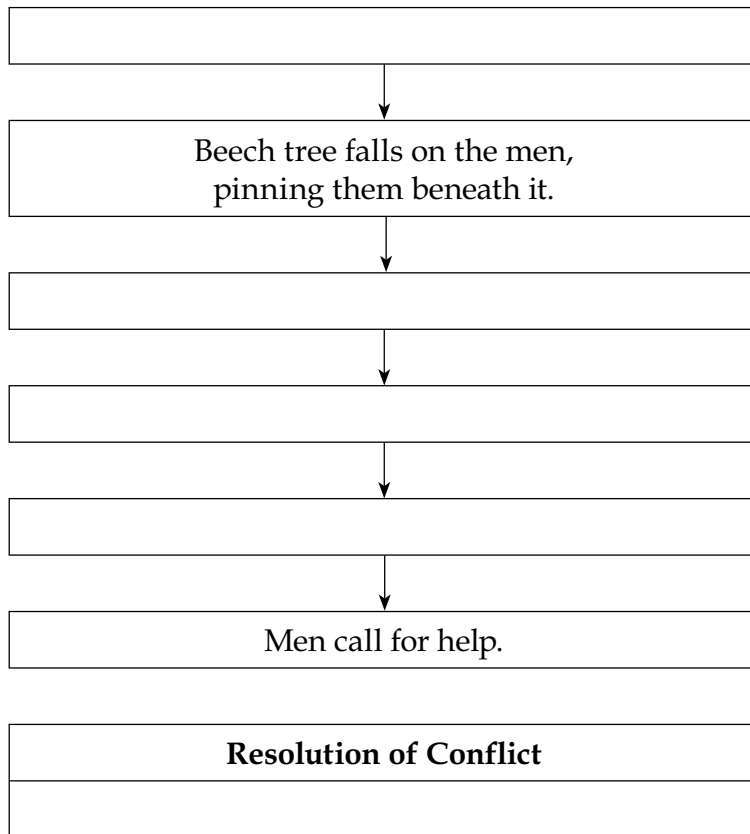 Beech tree falls on the men,
pinning them beneath it.
Men call for help.
Resolution of Conflict